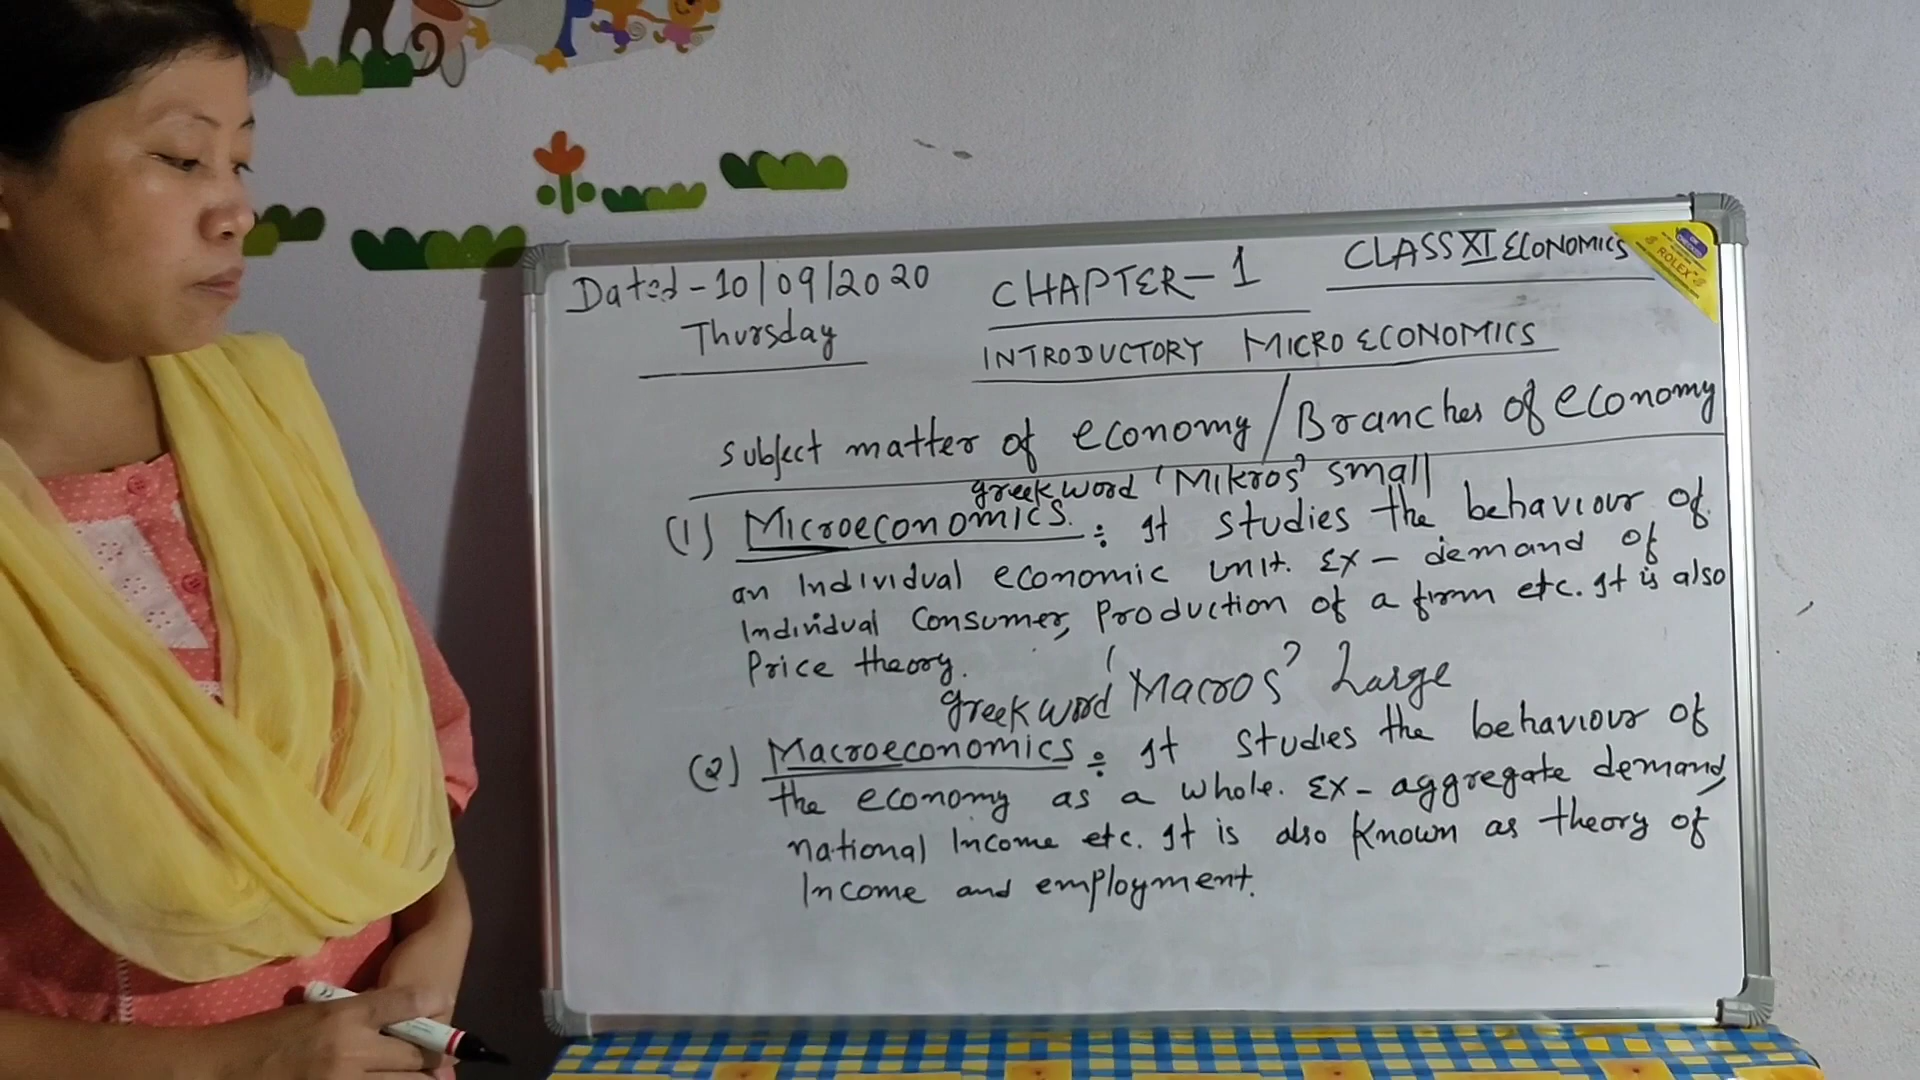 Dated-10/09/2020
Thursday
CHAPTER-1
CLASS XI ECONOMICS
INTRODUCTORY MICROECONOMICS
Subject matter of economy/Branches of economy
greek word 'Mikros' small
(1) Microeconomics: It studies the behaviour of
an Individual economic unit. Ex- demand of
Individual Consumer, Production of a firm etc. It is also
Price theory.
greek word 'Macros' Large
(2) Macroeconomics: It studies the behaviour of
the economy as a whole. Ex- aggregate demand,
national Income etc. It is also known as theory of
Income and employment.
ROLEX